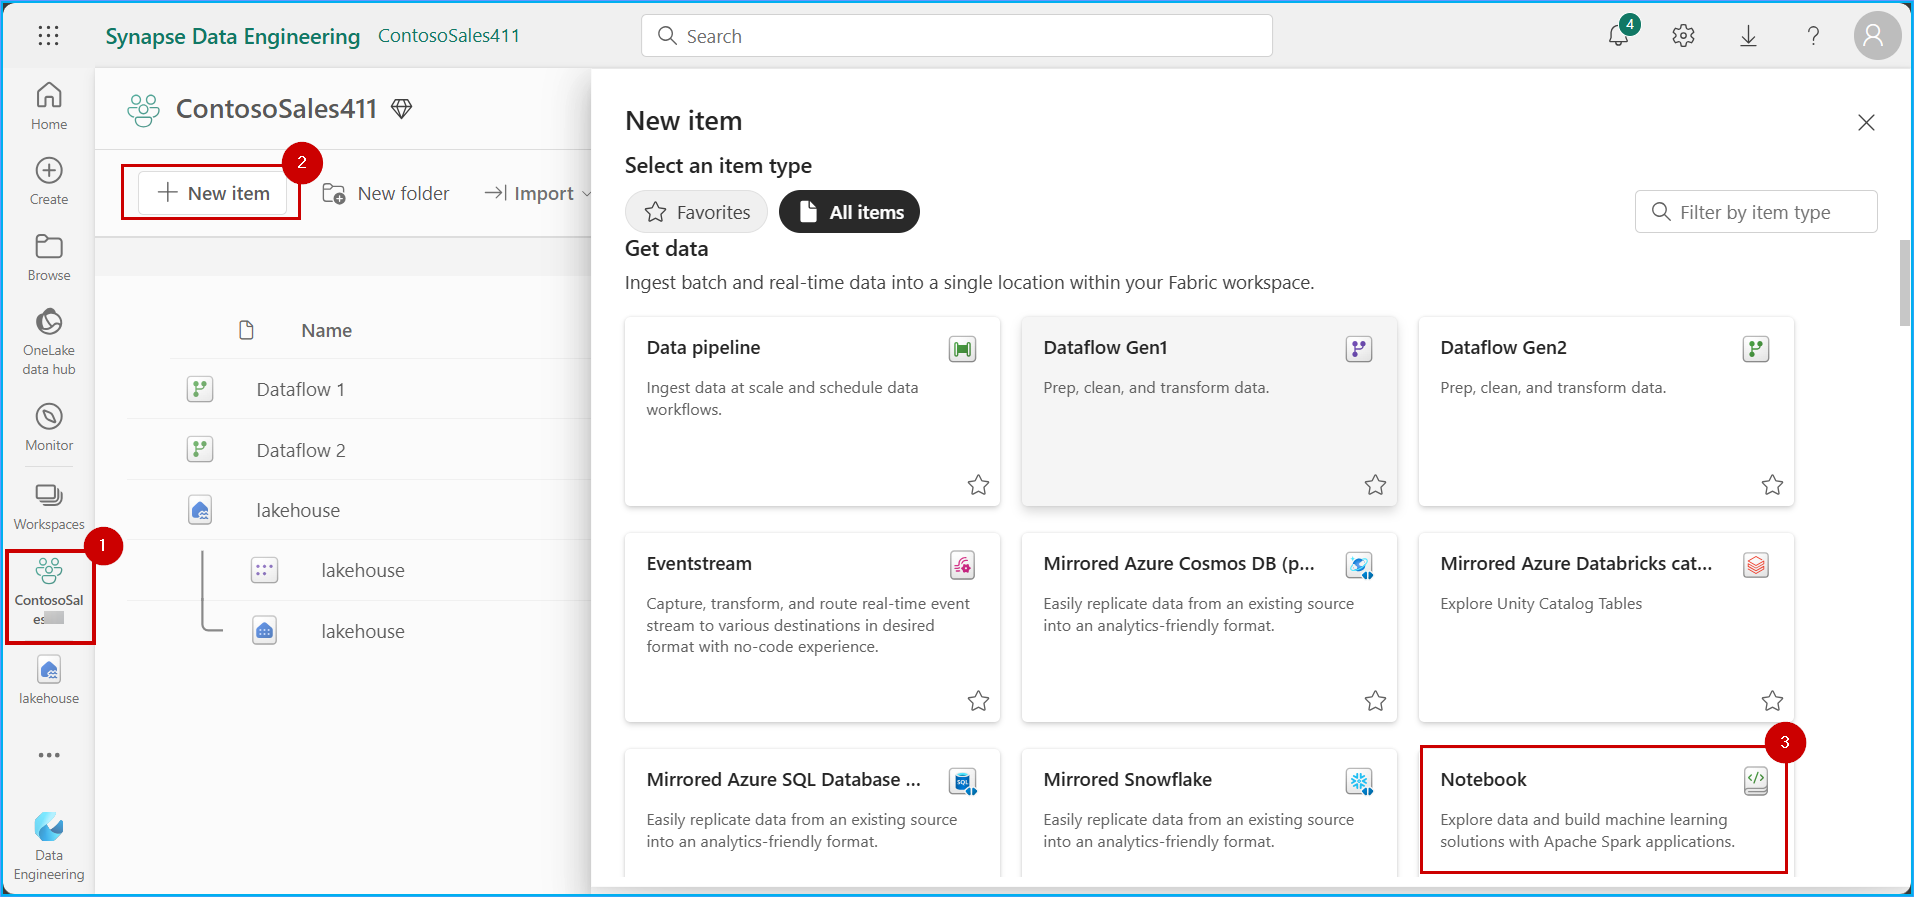 Synapse Data Engineering
ContosoSales411
Search
4
Home
Create
Browse
OneLake
data hub
Monitor
Workspaces
1
ContosoSal
es
lakehouse
Data
Engineering
ContosoSales411
2
New item
New folder
Import
Name
Dataflow 1
Dataflow 2
lakehouse
lakehouse
lakehouse
New item
Select an item type
Favorites
All items
Filter by item type
Get data
Ingest batch and real-time data into a single location within your Fabric workspace.
Data pipeline
Ingest data at scale and schedule data
workflows.
Dataflow Gen1
Prep, clean, and transform data.
Dataflow Gen2
Prep, clean, and transform data.
Eventstream
Capture, transform, and route real-time event
stream to various destinations in desired
format with no-code experience.
Mirrored Azure Cosmos DB (p...
Easily replicate data from an existing source
into an analytics-friendly format.
Mirrored Azure Databricks cat...
Explore Unity Catalog Tables
Mirrored Azure SQL Database ...
SQL
Easily replicate data from an existing source
into an analytics-friendly format.
Mirrored Snowflake
Easily replicate data from an existing source
into an analytics-friendly format.
3
Notebook
Explore data and build machine learning
solutions with Apache Spark applications.